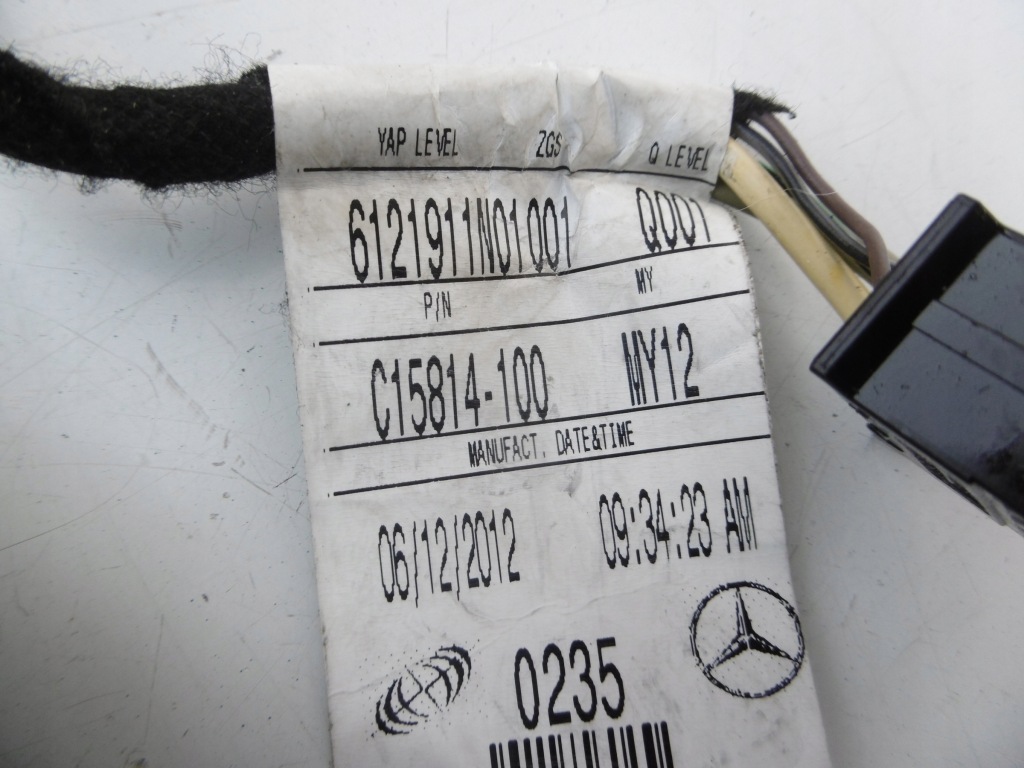 YAP LEVEL ZGS Q LEVEL
6121911N01001 Q001
P/N MY
C15814-100 MY12
MANUFACT. DATE&TIME
06/12/2012 09:34:23 AM
0235